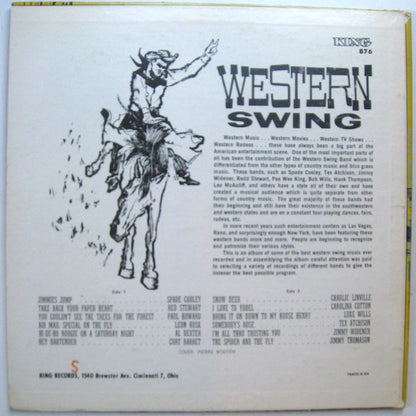 KING
876
WESTERN
SWING
Western Music . . . Western Movies . . . Western TV Shows . . .
Western Rodeos . . . these have always been a big part of the
American entertainment scene. One of the most important parts of
all has been the contribution of the Western Swing Band which is
differentiated from the other types of country music and blue grass
music. These bands, such as Spade Cooley, Tex Atchison, Jimmy
Widener, Redd Stewart, Pee Wee King, Bob Wills, Hank Thompson,
Leo McAuliff, and others have a style all of their own and have
created a musical audience which is quite separate from other
forms of country music. The great majority of these bands had
their beginning and still have their existence in the southwestern
and western states and are on a constant tour playing dances, fairs,
rodeos, etc.
In more recent years such entertainment centers as Las Vegas,
Reno, and surprisingly enough New York, have been featuring these
western bands more and more. People are beginning to recognize
and patronize their various styles.
This is an album of some of the best western swing music ever
recorded and in assembling the album careful attention was paid
to selecting a variety of recordings of different bands to give the
listener the best possible program.
Side 1
JIMMIES JUMP SPADE COOLEY
TAKE BACK YOUR PAPER HEART RED STEWART
YOU COULDN'T SEE THE TREES FOR THE FOREST PAUL HOWARD
AIR MAIL SPECIAL ON THE FLY LEON RUSK
HI-DE-HO BOOGIE ON A SATURDAY NIGHT AL DEXTER
HEY BARTENDER CURT BARRET
Side 2
SNOW DEER CHARLIE LINVILLE
I LOVE TO YODEL CAROLINA COTTON
BRING IT ON DOWN TO MY HOUSE HONEY LUKE WILLS
SOMEBODY'S ROSE TEX ATCHISON
I'M ALL THRU TRUSTING YOU JIMMY WIDENER
THE SPIDER AND THE FLY JIMMY THOMASON
COVER: PIERRE
S
KING RECORDS, 1540 Brewster Ave. Cincinnati 7, Ohio